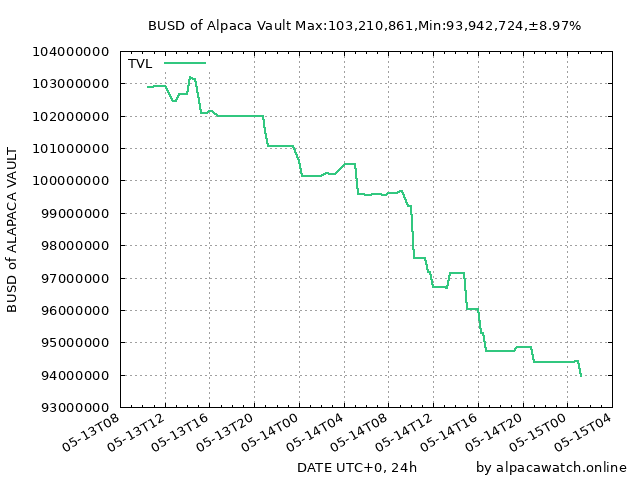 BUSD of Alpaca Vault Max:103,210,861,Min:93,942,724,±8.97%
TVL
104000000
103000000
102000000
101000000
100000000
99000000
98000000
97000000
96000000
95000000
94000000
93000000
BUSD of ALAPACA VAULT
05-13T08
05-13T12
05-13T16
05-13T20
05-14T00
05-14T04
05-14T08
05-14T12
05-14T16
05-14T20
05-15T00
05-15T04
DATE UTC+0, 24h
by alpacawatch.online